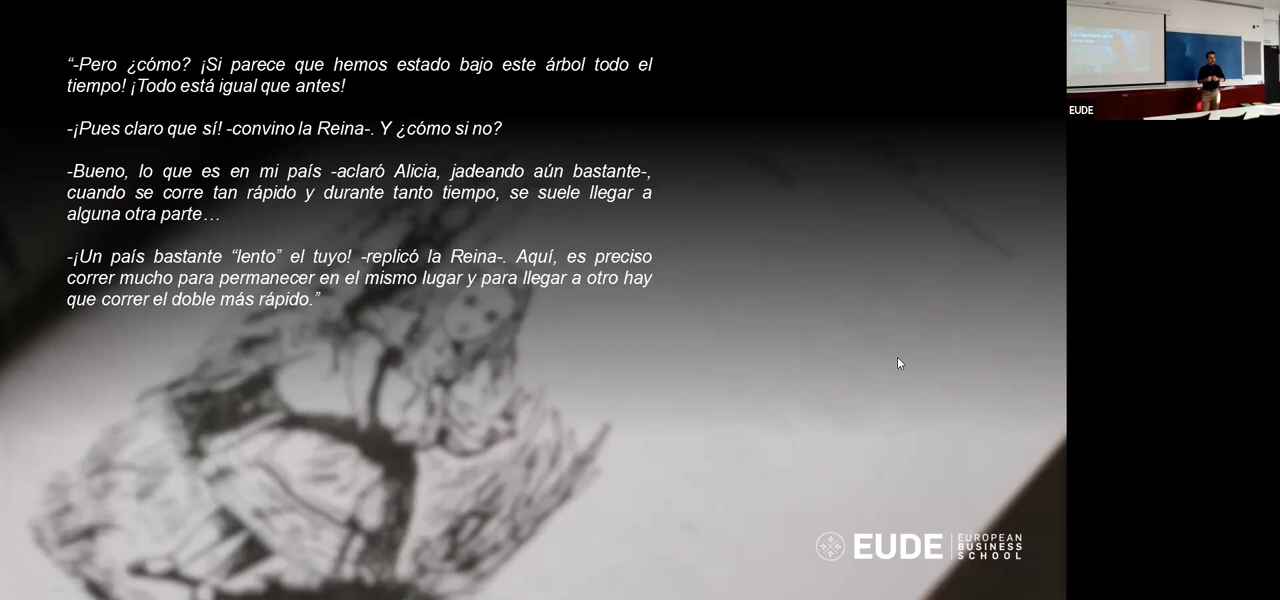 “-Pero ¿cómo? ¡Si parece que hemos estado bajo este árbol todo el
tiempo! ¡Todo está igual que antes!
-¡Pues claro que sí! -convino la Reina-. Y ¿cómo si no?
-Bueno, lo que es en mi país -aclaró Alicia, jadeando aún bastante-,
cuando se corre tan rápido y durante tanto tiempo, se suele llegar a
alguna otra parte…
-¡Un país bastante “lento” el tuyo! -replicó la Reina-. Aquí, es preciso
correr mucho para permanecer en el mismo lugar y para llegar a otro hay
que correr el doble más rápido.”
EUDE
EUROPEAN
BUSINESS
SCHOOL
EUDE